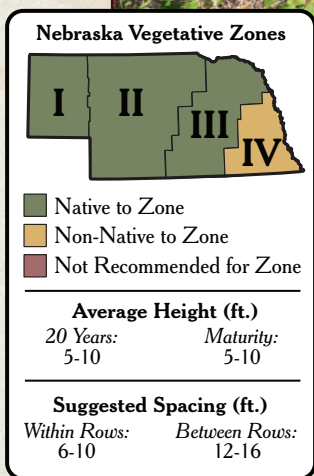 Nebraska Vegetative Zones
I II III IV
Native to Zone
Non-Native to Zone
Not Recommended for Zone
Average Height (ft.)
20 Years: Maturity:
5-10 5-10
Suggested Spacing (ft.)
Within Rows: Between Rows:
6-10 12-16